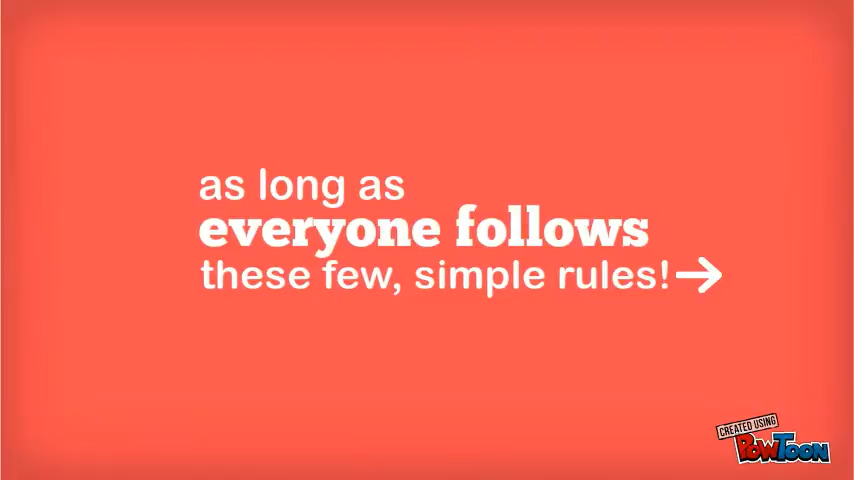 as long as
everyone follows
these few, simple rules!→
CREATED USING
POWTOON